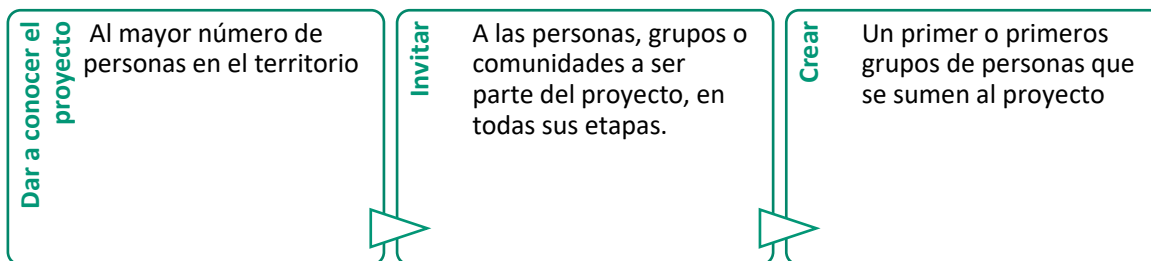 Dar a conocer el
proyecto
Al mayor número de
personas en el territorio
Invitar
A las personas, grupos o
comunidades a ser
parte del proyecto, en
todas sus etapas.
Crear
Un primer o primeros
grupos de personas que
se sumen al proyecto